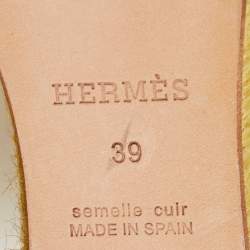 HERMÈS
39
semelle cuir
MADE IN SPAIN